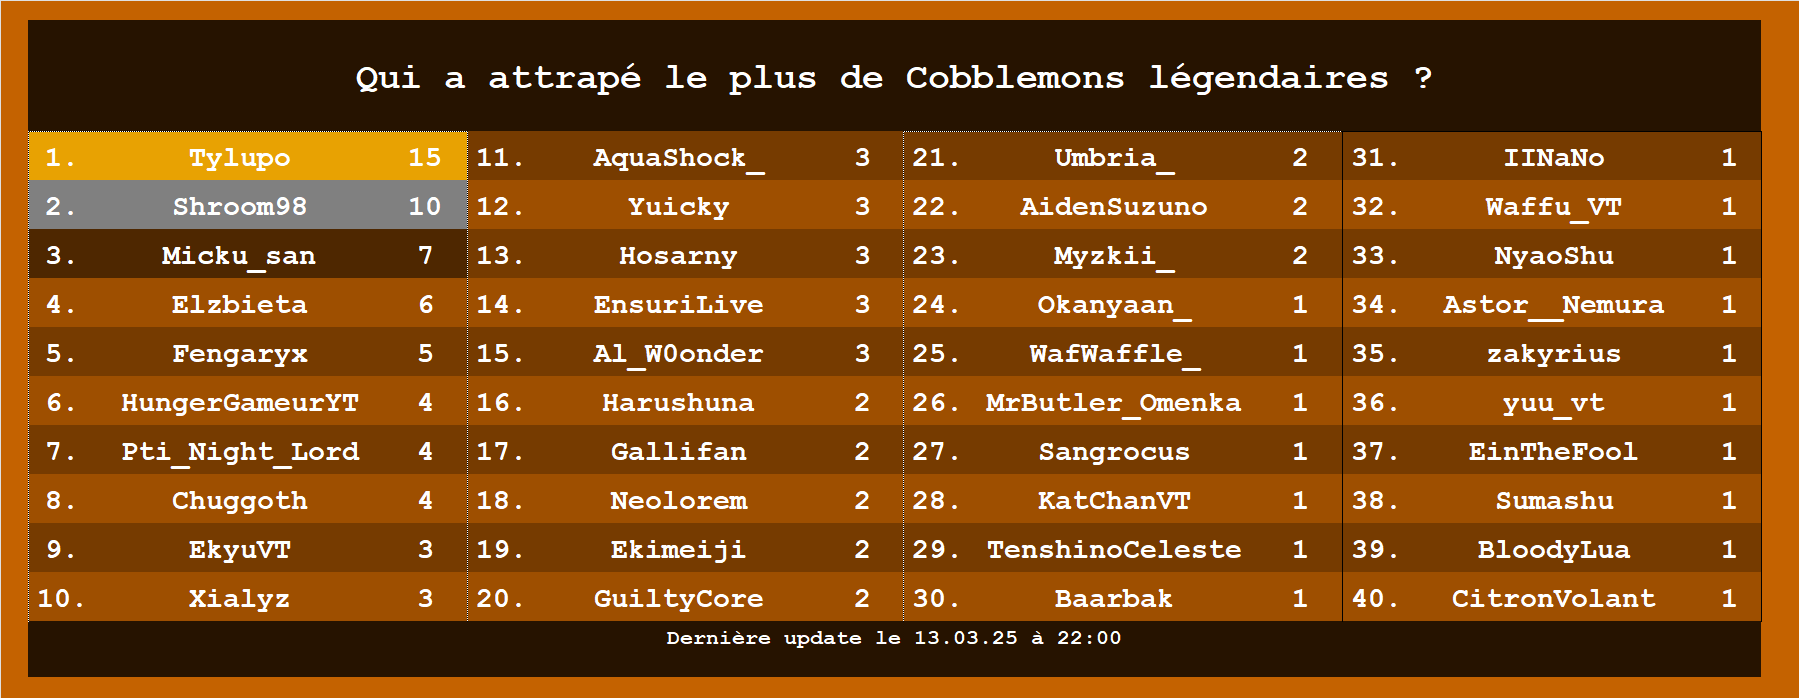 Qui a attrapé le plus de Cobblemons légendaires ?
1. Tylupo 15
2. Shroom98 10
3. Micku_san 7
4. Elzbieta 6
5. Fengaryx 5
6. HungerGameurYT 4
7. Pti_Night_Lord 4
8. Chuggoth 4
9. EkyuVT 3
10. Xialyz 3
11. AquaShock_ 3
12. Yuicky 3
13. Hosarny 3
14. EnsuriLive 3
15. Al_W0onder 3
16. Harushuna 2
17. Gallifan 2
18. Neolorem 2
19. Ekimeiji 2
20. GuiltyCore 2
21. Umbria_ 2
22. AidenSuzuno 2
23. Myzkii_ 2
24. Okanyaan_ 1
25. WafWaffle_ 1
26. MrButler_Omenka 1
27. Sangrocus 1
28. KatChanVT 1
29. TenshinoCeleste 1
30. Baarbak 1
31. IINaNo 1
32. Waffu_VT 1
33. NyaoShu 1
34. Astor__Nemura 1
35. zakyrius 1
36. yuu_vt 1
37. EinTheFool 1
38. Sumashu 1
39. BloodyLua 1
40. CitronVolant 1
Dernière update le 13.03.25 à 22:00